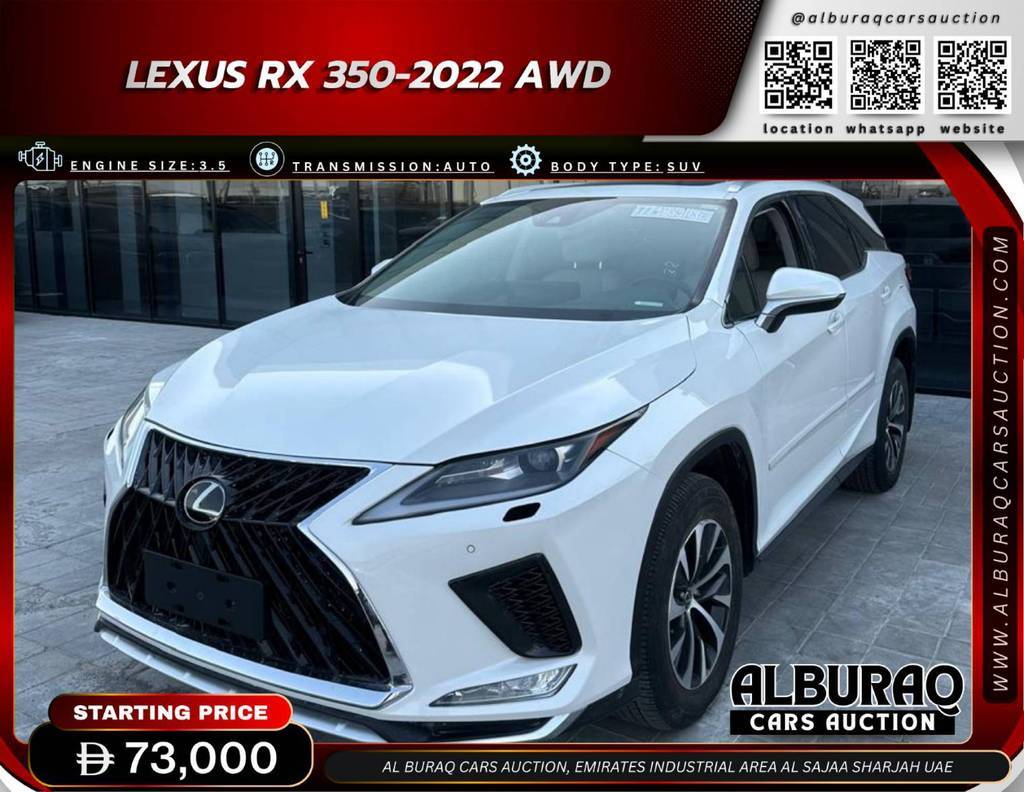 @alburaqcarsauction
LEXUS RX 350-2022 AWD
location whatsapp website
ENGINE SIZE:3.5 TRANSMISSION:AUTO BODY TYPE: SUV
WWW.ALBURAQCARSAUCTION.COM
ALBURAQ
CARS AUCTION
STARTING PRICE
73,000
AL BURAQ CARS AUCTION, EMIRATES INDUSTRIAL AREA AL SAJAA SHARJAH UAE